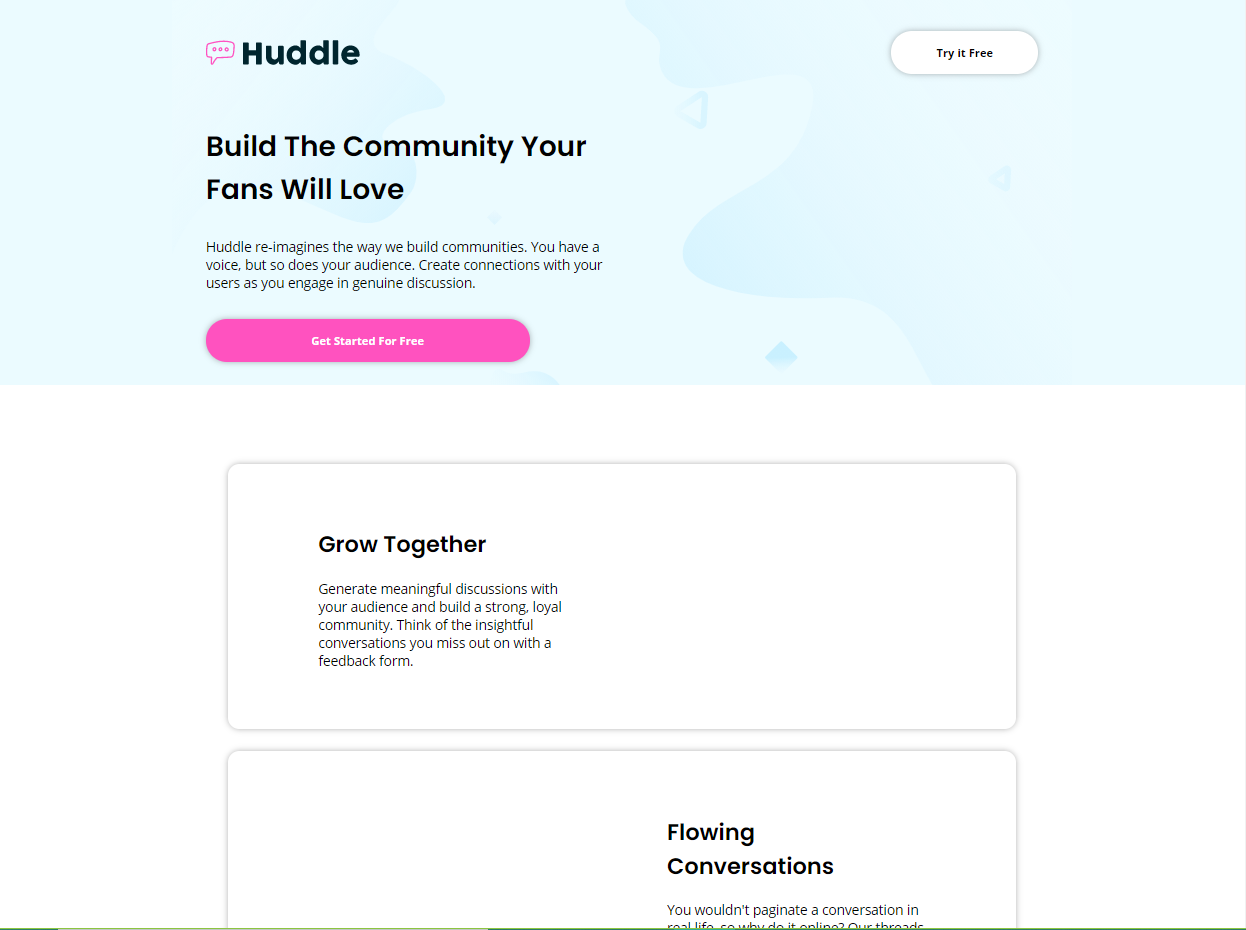 Huddle
Try it Free
Build The Community Your
Fans Will Love
Huddle re-imagines the way we build communities. You have a
voice, but so does your audience. Create connections with your
users as you engage in genuine discussion.
Get Started For Free
Grow Together
Generate meaningful discussions with
your audience and build a strong, loyal
community. Think of the insightful
conversations you miss out on with a
feedback form.
Flowing
Conversations
You wouldn't paginate a conversation in
real life, so why do it online? Our threads